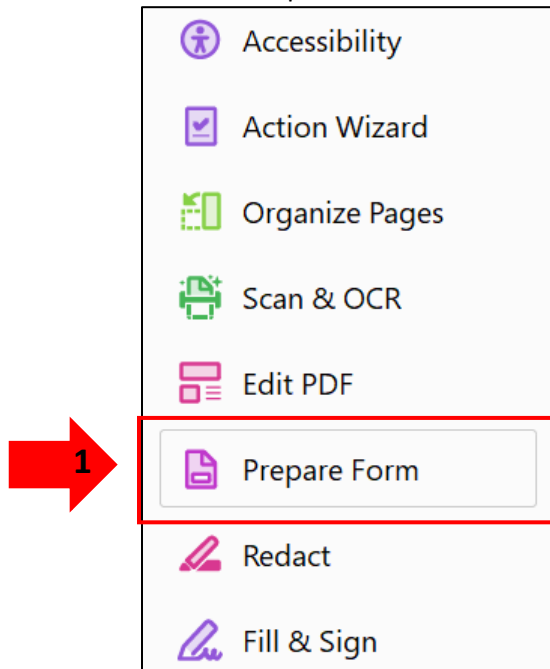 Accessibility
Action Wizard
Organize Pages
Scan & OCR
Edit PDF
1
Prepare Form
Redact
Fill & Sign